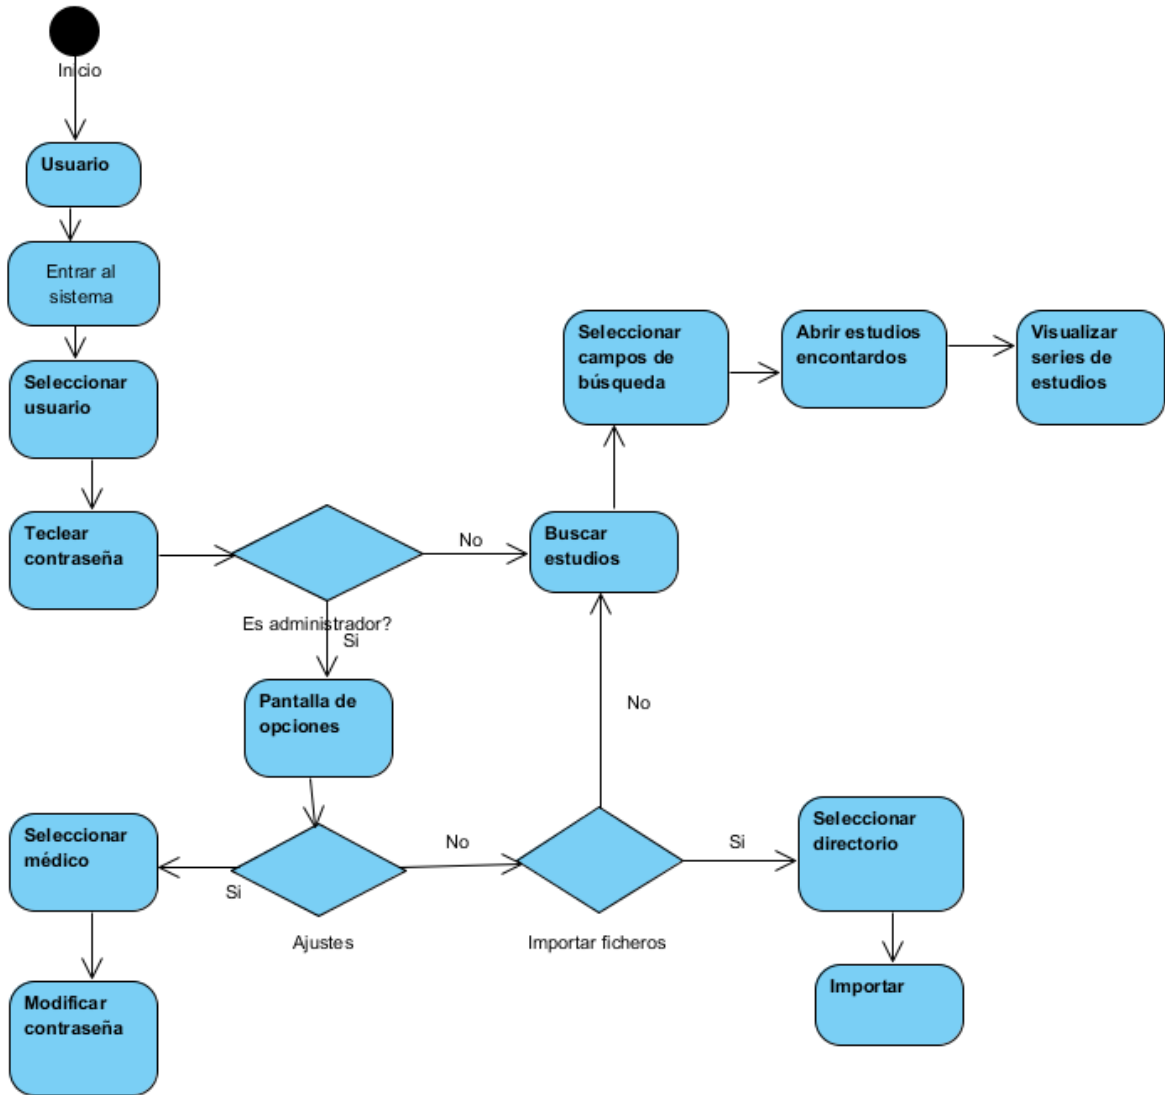 Inicio
Usuario
Entrar al
sistema
Seleccionar
usuario
Teclear
contraseña
Es administrador?
No
Si
Buscar
estudios
Seleccionar
campos de
búsqueda
Abrir estudios
encontardos
Visualizar
series de
estudios
Pantalla de
opciones
Ajustes
Si
No
Seleccionar
médico
Modificar
contraseña
Importar ficheros
No
Si
Seleccionar
directorio
Importar